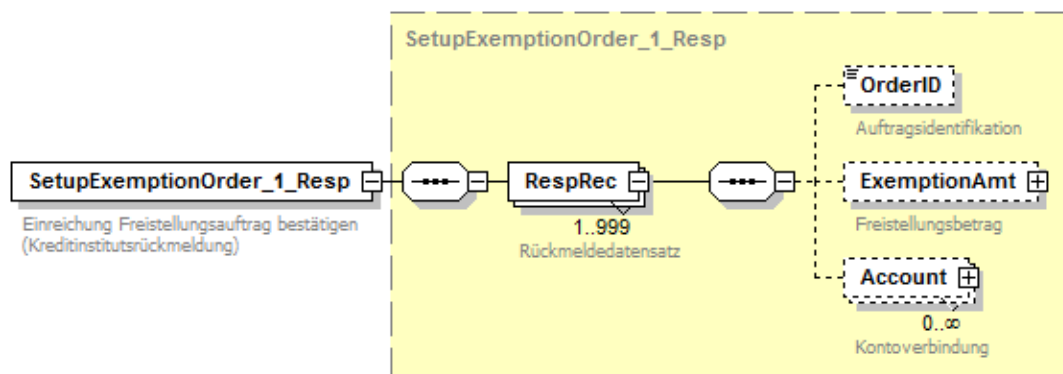 SetupExemptionOrder_1_Resp
OrderID
Auftragsidentifikation
SetupExemptionOrder_1_Resp
Einreichung Freistellungsauftrag bestätigen
(Kreditinstitutsrückmeldung)
RespRec
1..999
Rückmeldedatensatz
ExemptionAmt
Freistellungsbetrag
Account
0..∞
Kontoverbindung